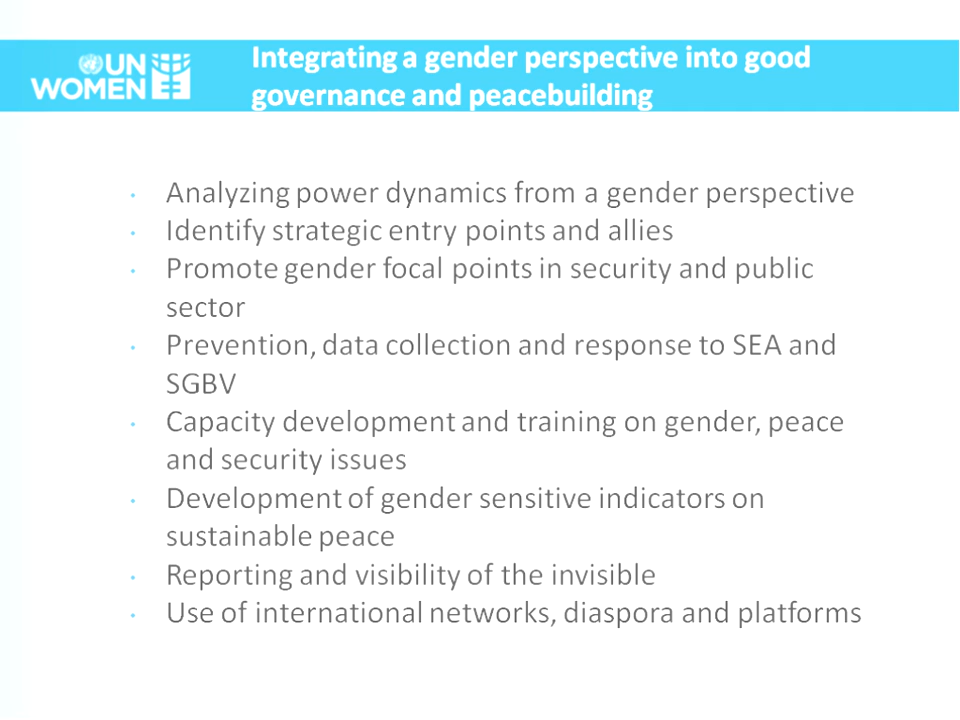 UN
WOMEN
Integrating a gender perspective into good
governance and peacebuilding
· Analyzing power dynamics from a gender perspective
· Identify strategic entry points and allies
· Promote gender focal points in security and public
sector
· Prevention, data collection and response to SEA and
SGBV
· Capacity development and training on gender, peace
and security issues
· Development of gender sensitive indicators on
sustainable peace
· Reporting and visibility of the invisible
· Use of international networks, diaspora and platforms